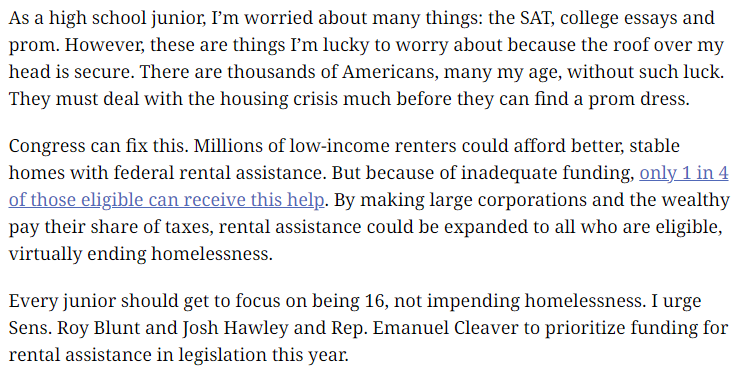 As a high school junior, I’m worried about many things: the SAT, college essays and
prom. However, these are things I’m lucky to worry about because the roof over my
head is secure. There are thousands of Americans, many my age, without such luck.
They must deal with the housing crisis much before they can find a prom dress.
Congress can fix this. Millions of low-income renters could afford better, stable
homes with federal rental assistance. But because of inadequate funding, only 1 in 4
of those eligible can receive this help. By making large corporations and the wealthy
pay their share of taxes, rental assistance could be expanded to all who are eligible,
virtually ending homelessness.
Every junior should get to focus on being 16, not impending homelessness. I urge
Sens. Roy Blunt and Josh Hawley and Rep. Emanuel Cleaver to prioritize funding for
rental assistance in legislation this year.